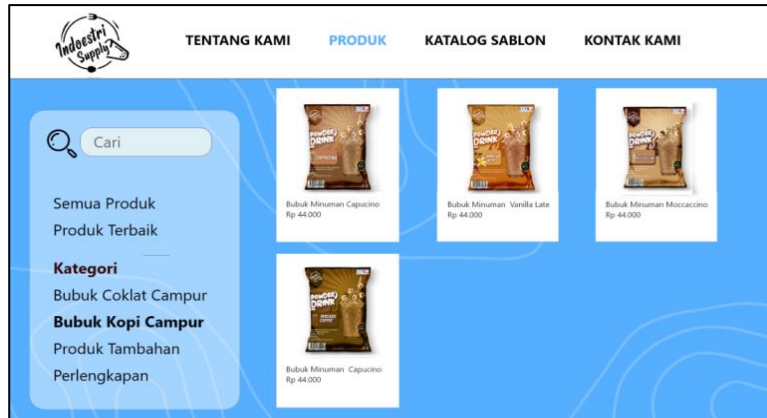 Indoestri
Supply
TENTANG KAMI
PRODUK
KATALOG SABLON
KONTAK KAMI
Cari
Semua Produk
Produk Terbaik
Kategori
Bubuk Coklat Campur
Bubuk Kopi Campur
Produk Tambahan
Perlengkapan
POWDER DRINK
Bubuk Minuman Capucino
Rp 44.000
POWDER DRINK
Bubuk Minuman Vanilla Late
Rp 44.000
POWDER DRINK
Bubuk Minuman Moccaccino
Rp 44.000
POWDER DRINK
Bubuk Minuman Capucino
Rp 44.000